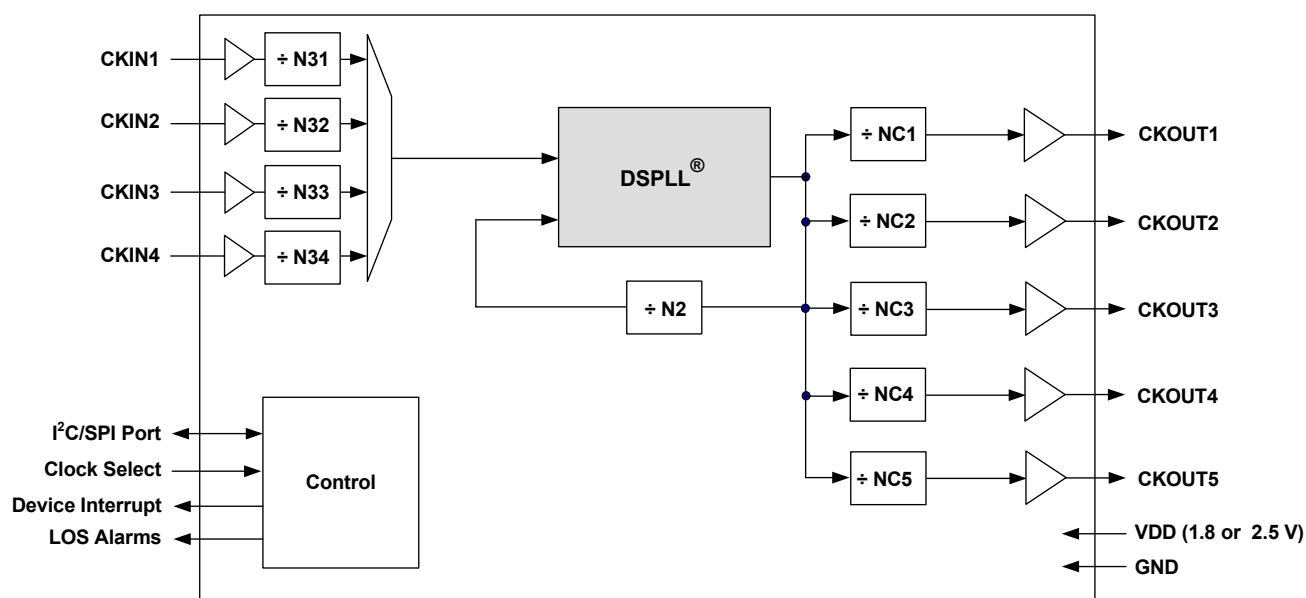 CKIN1
÷ N31
CKIN2
÷ N32
CKIN3
÷ N33
CKIN4
÷ N34
DSPLL®
÷ N2
÷ NC1
CKOUT1
÷ NC2
CKOUT2
÷ NC3
CKOUT3
÷ NC4
CKOUT4
÷ NC5
CKOUT5
I²C/SPI Port
Clock Select
Device Interrupt
LOS Alarms
Control
VDD (1.8 or 2.5 V)
GND